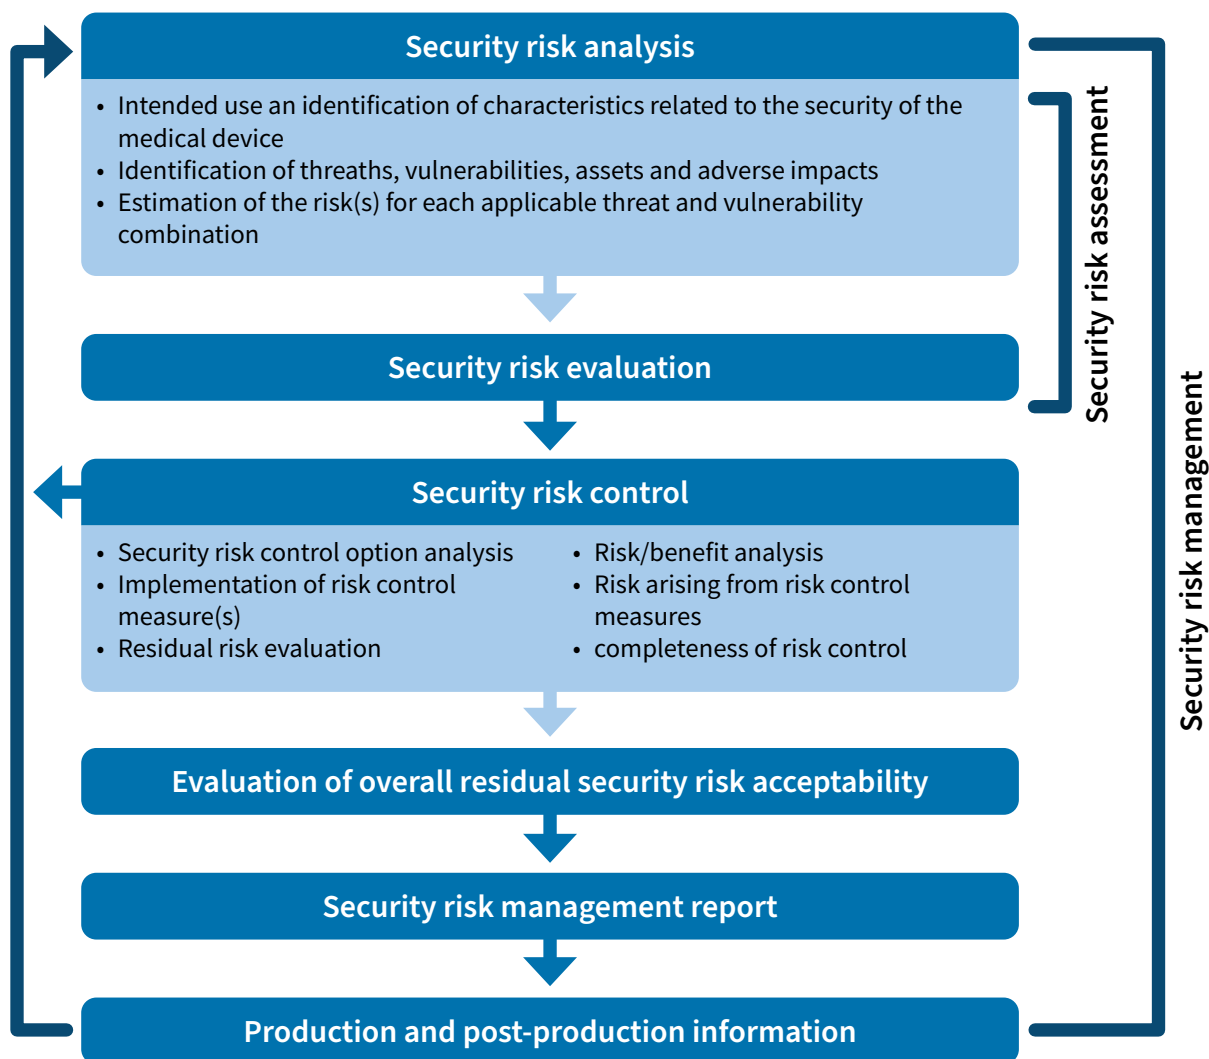 Security risk analysis
• Intended use an identification of characteristics related to the security of the
medical device
• Identification of threaths, vulnerabilities, assets and adverse impacts
• Estimation of the risk(s) for each applicable threat and vulnerability
combination
Security risk assessment
Security risk evaluation
Security risk management
Security risk control
• Security risk control option analysis
• Implementation of risk control
measure(s)
• Residual risk evaluation
• Risk/benefit analysis
• Risk arising from risk control
measures
• completeness of risk control
Evaluation of overall residual security risk acceptability
Security risk management report
Production and post-production information